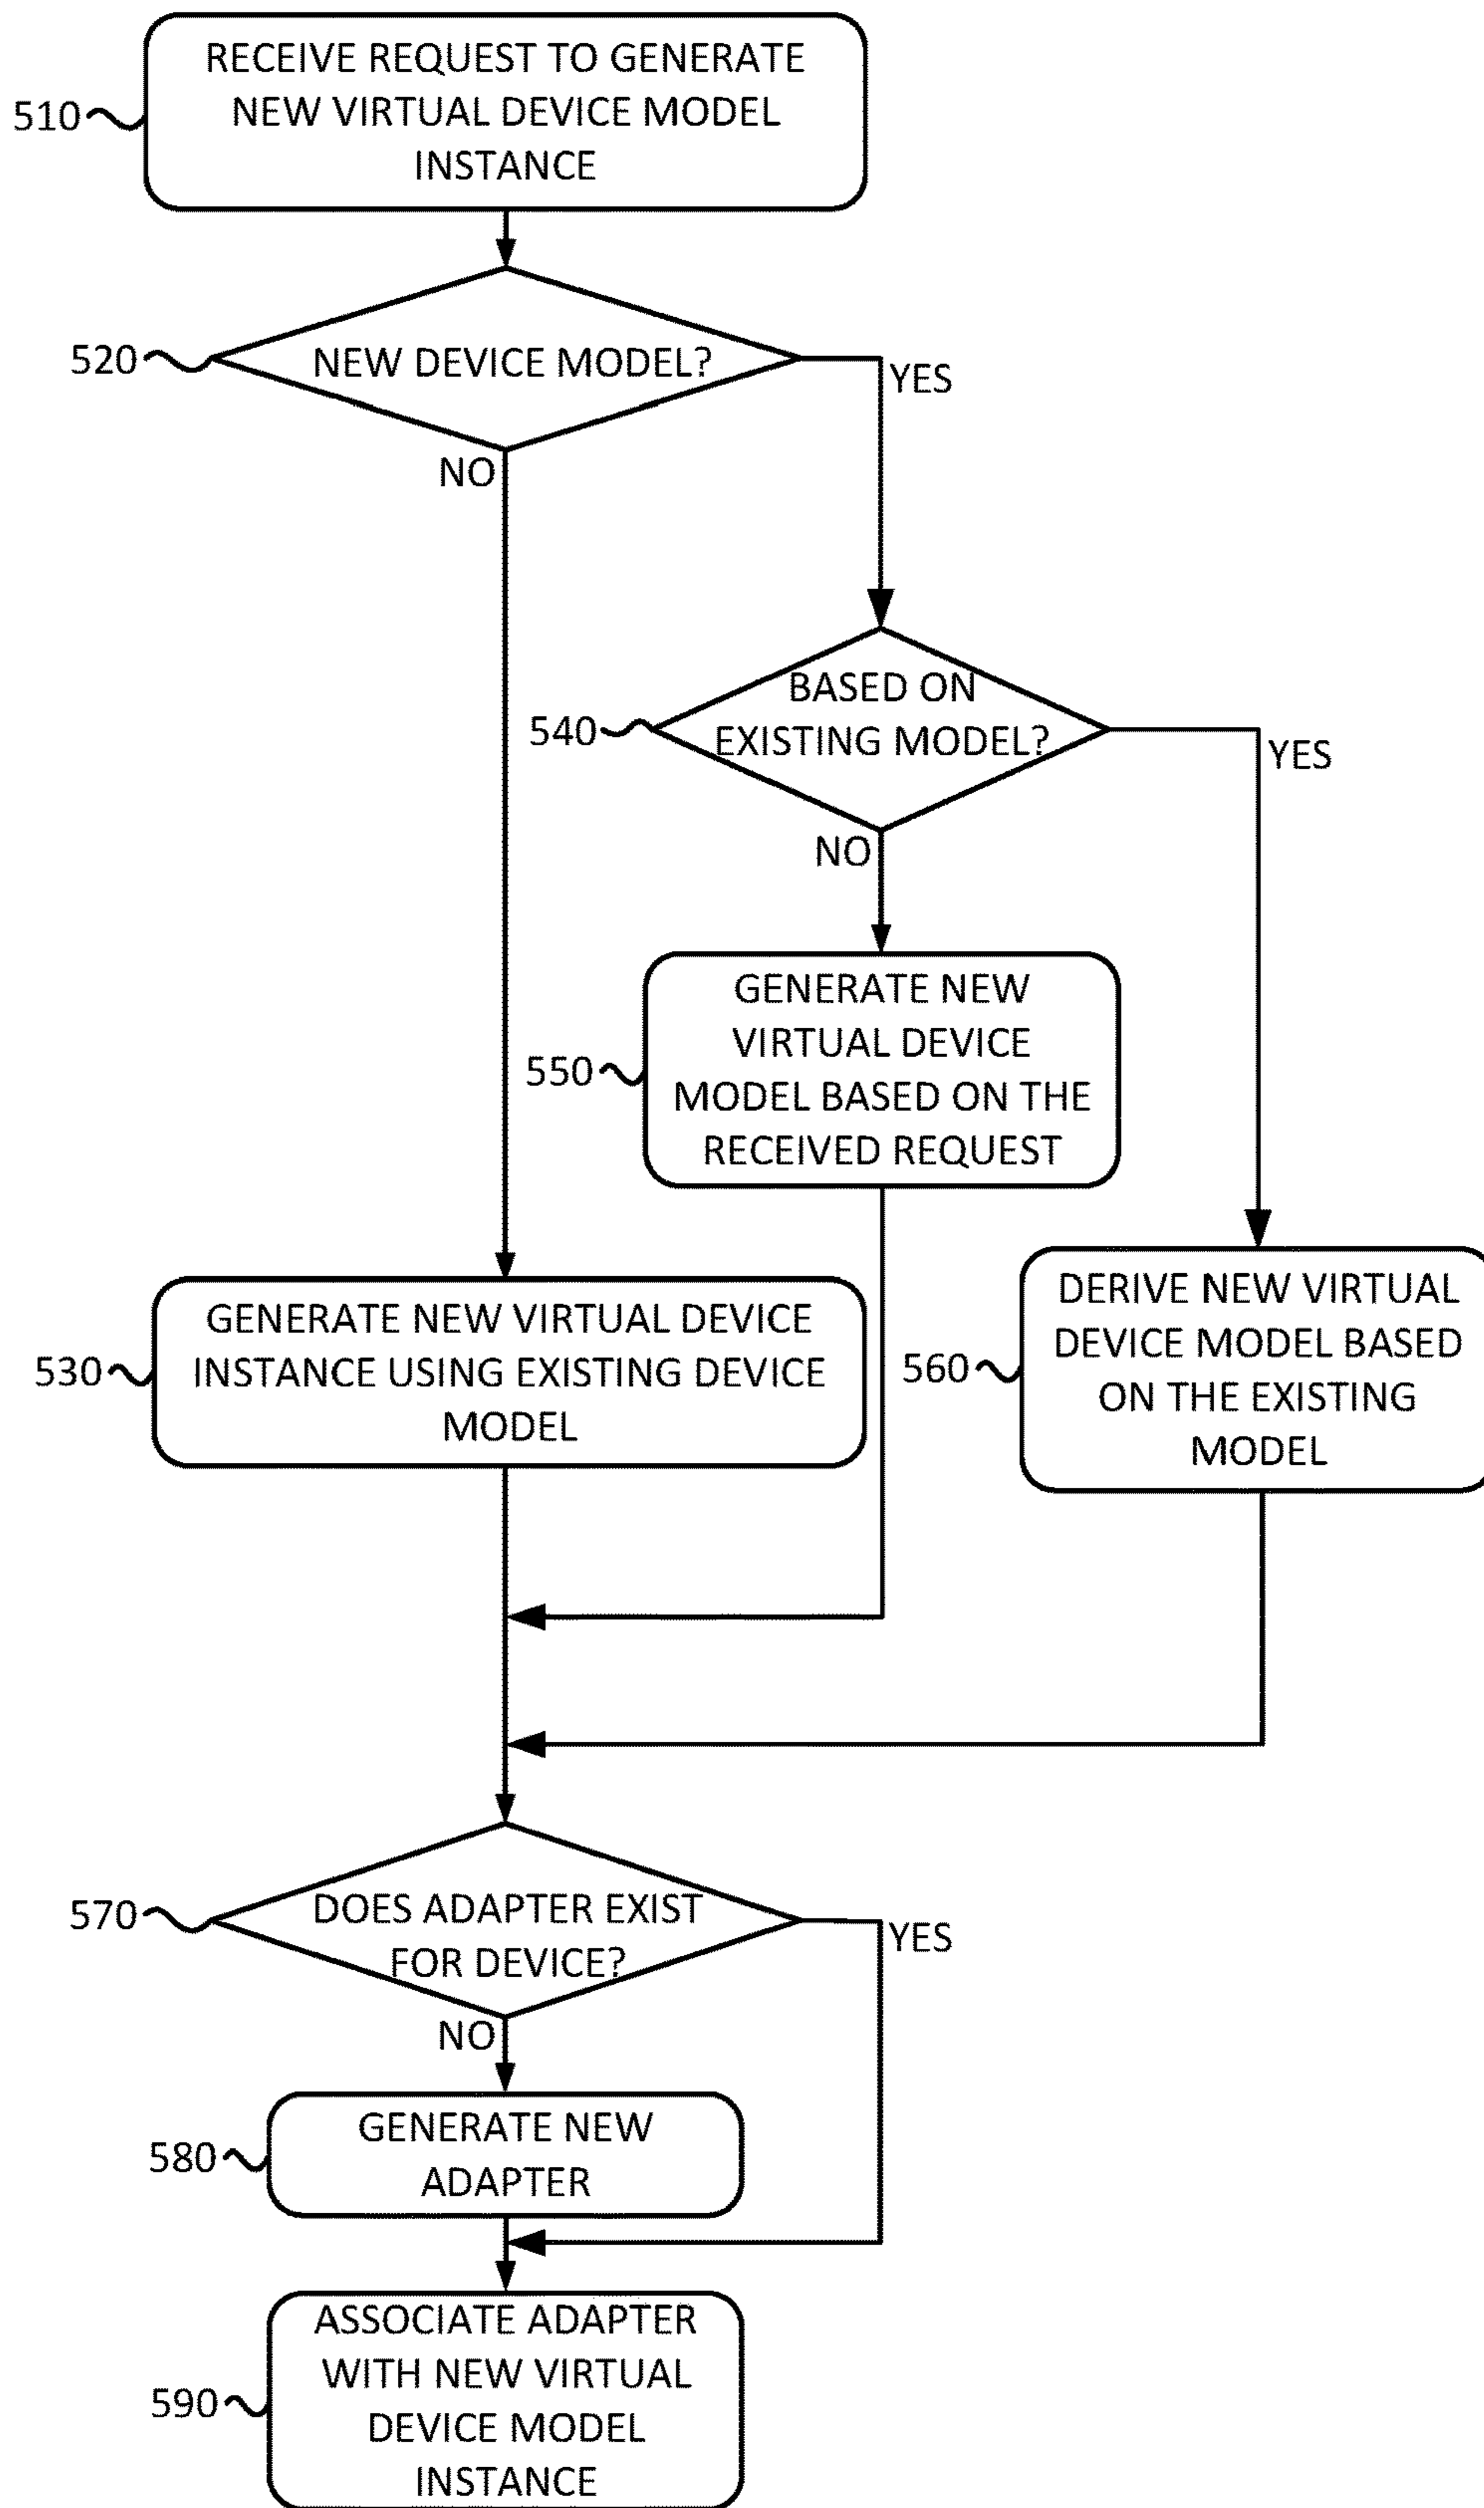 RECEIVE REQUEST TO GENERATE
NEW VIRTUAL DEVICE MODEL
INSTANCE
510
520
NEW DEVICE MODEL?
YES
NO
BASED ON
EXISTING MODEL?
540
YES
NO
GENERATE NEW
VIRTUAL DEVICE
MODEL BASED ON THE
RECEIVED REQUEST
550
GENERATE NEW VIRTUAL DEVICE
INSTANCE USING EXISTING DEVICE
MODEL
530
DERIVE NEW VIRTUAL
DEVICE MODEL BASED
ON THE EXISTING
MODEL
560
DOES ADAPTER EXIST
FOR DEVICE?
570
YES
NO
GENERATE NEW
ADAPTER
580
ASSOCIATE ADAPTER
WITH NEW VIRTUAL
DEVICE MODEL
INSTANCE
590